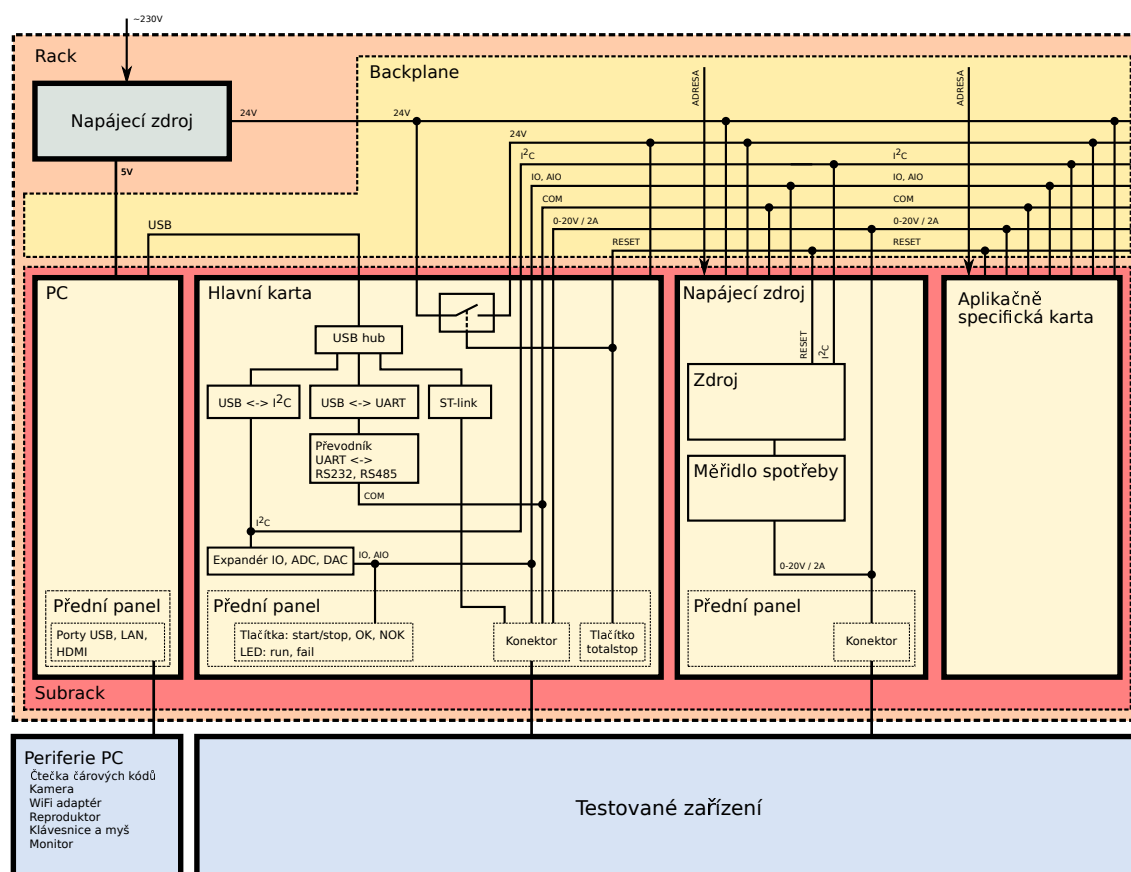 ~230V
Rack
Backplane
Napájecí zdroj
24V
24V
24V
ADRESA
ADRESA
5V
I²C
I²C
IO, AIO
IO, AIO
COM
COM
USB
0-20V / 2A
0-20V / 2A
RESET
RESET
PC
Hlavní karta
Napájecí zdroj
Aplikačně
specifická karta
USB hub
RESET
I²C
USB <-> I²C
USB <-> UART
ST-link
Zdroj
Převodník
UART <->
RS232, RS485
Měřidlo spotřeby
COM
I²C
Expandér IO, ADC, DAC
IO, AIO
0-20V / 2A
Přední panel
Porty USB, LAN,
HDMI
Přední panel
Tlačítka: start/stop, OK, NOK
LED: run, fail
Konektor
Tlačítko
totalstop
Přední panel
Konektor
Subrack
Periferie PC
Čtečka čárových kódů
Kamera
WiFi adaptér
Reproduktor
Klávesnice a myš
Monitor
Testované zařízení